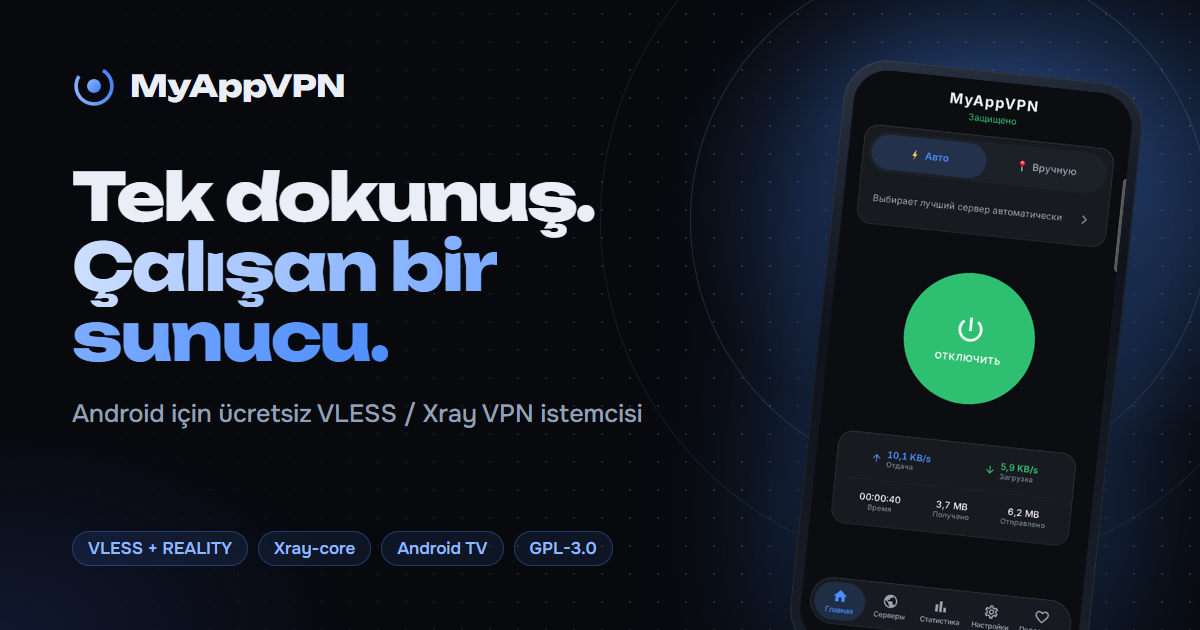 MyAppVPN
Tek dokunuş.
Çalışan bir
sunucu.
Android için ücretsiz VLESS / Xray VPN istemcisi
VLESS + REALITY
Xray-core
Android TV
GPL-3.0
MyAppVPN
Защищено
Авто
Вручную
Выбирает лучший сервер автоматически
ОТКЛЮЧИТЬ
10,1 KB/s
Отдача
5,9 KB/s
Загрузка
00:00:40
Время
3,7 MB
Получено
6,2 MB
Отправлено
Главная
Серверы
Статистика
Настройки